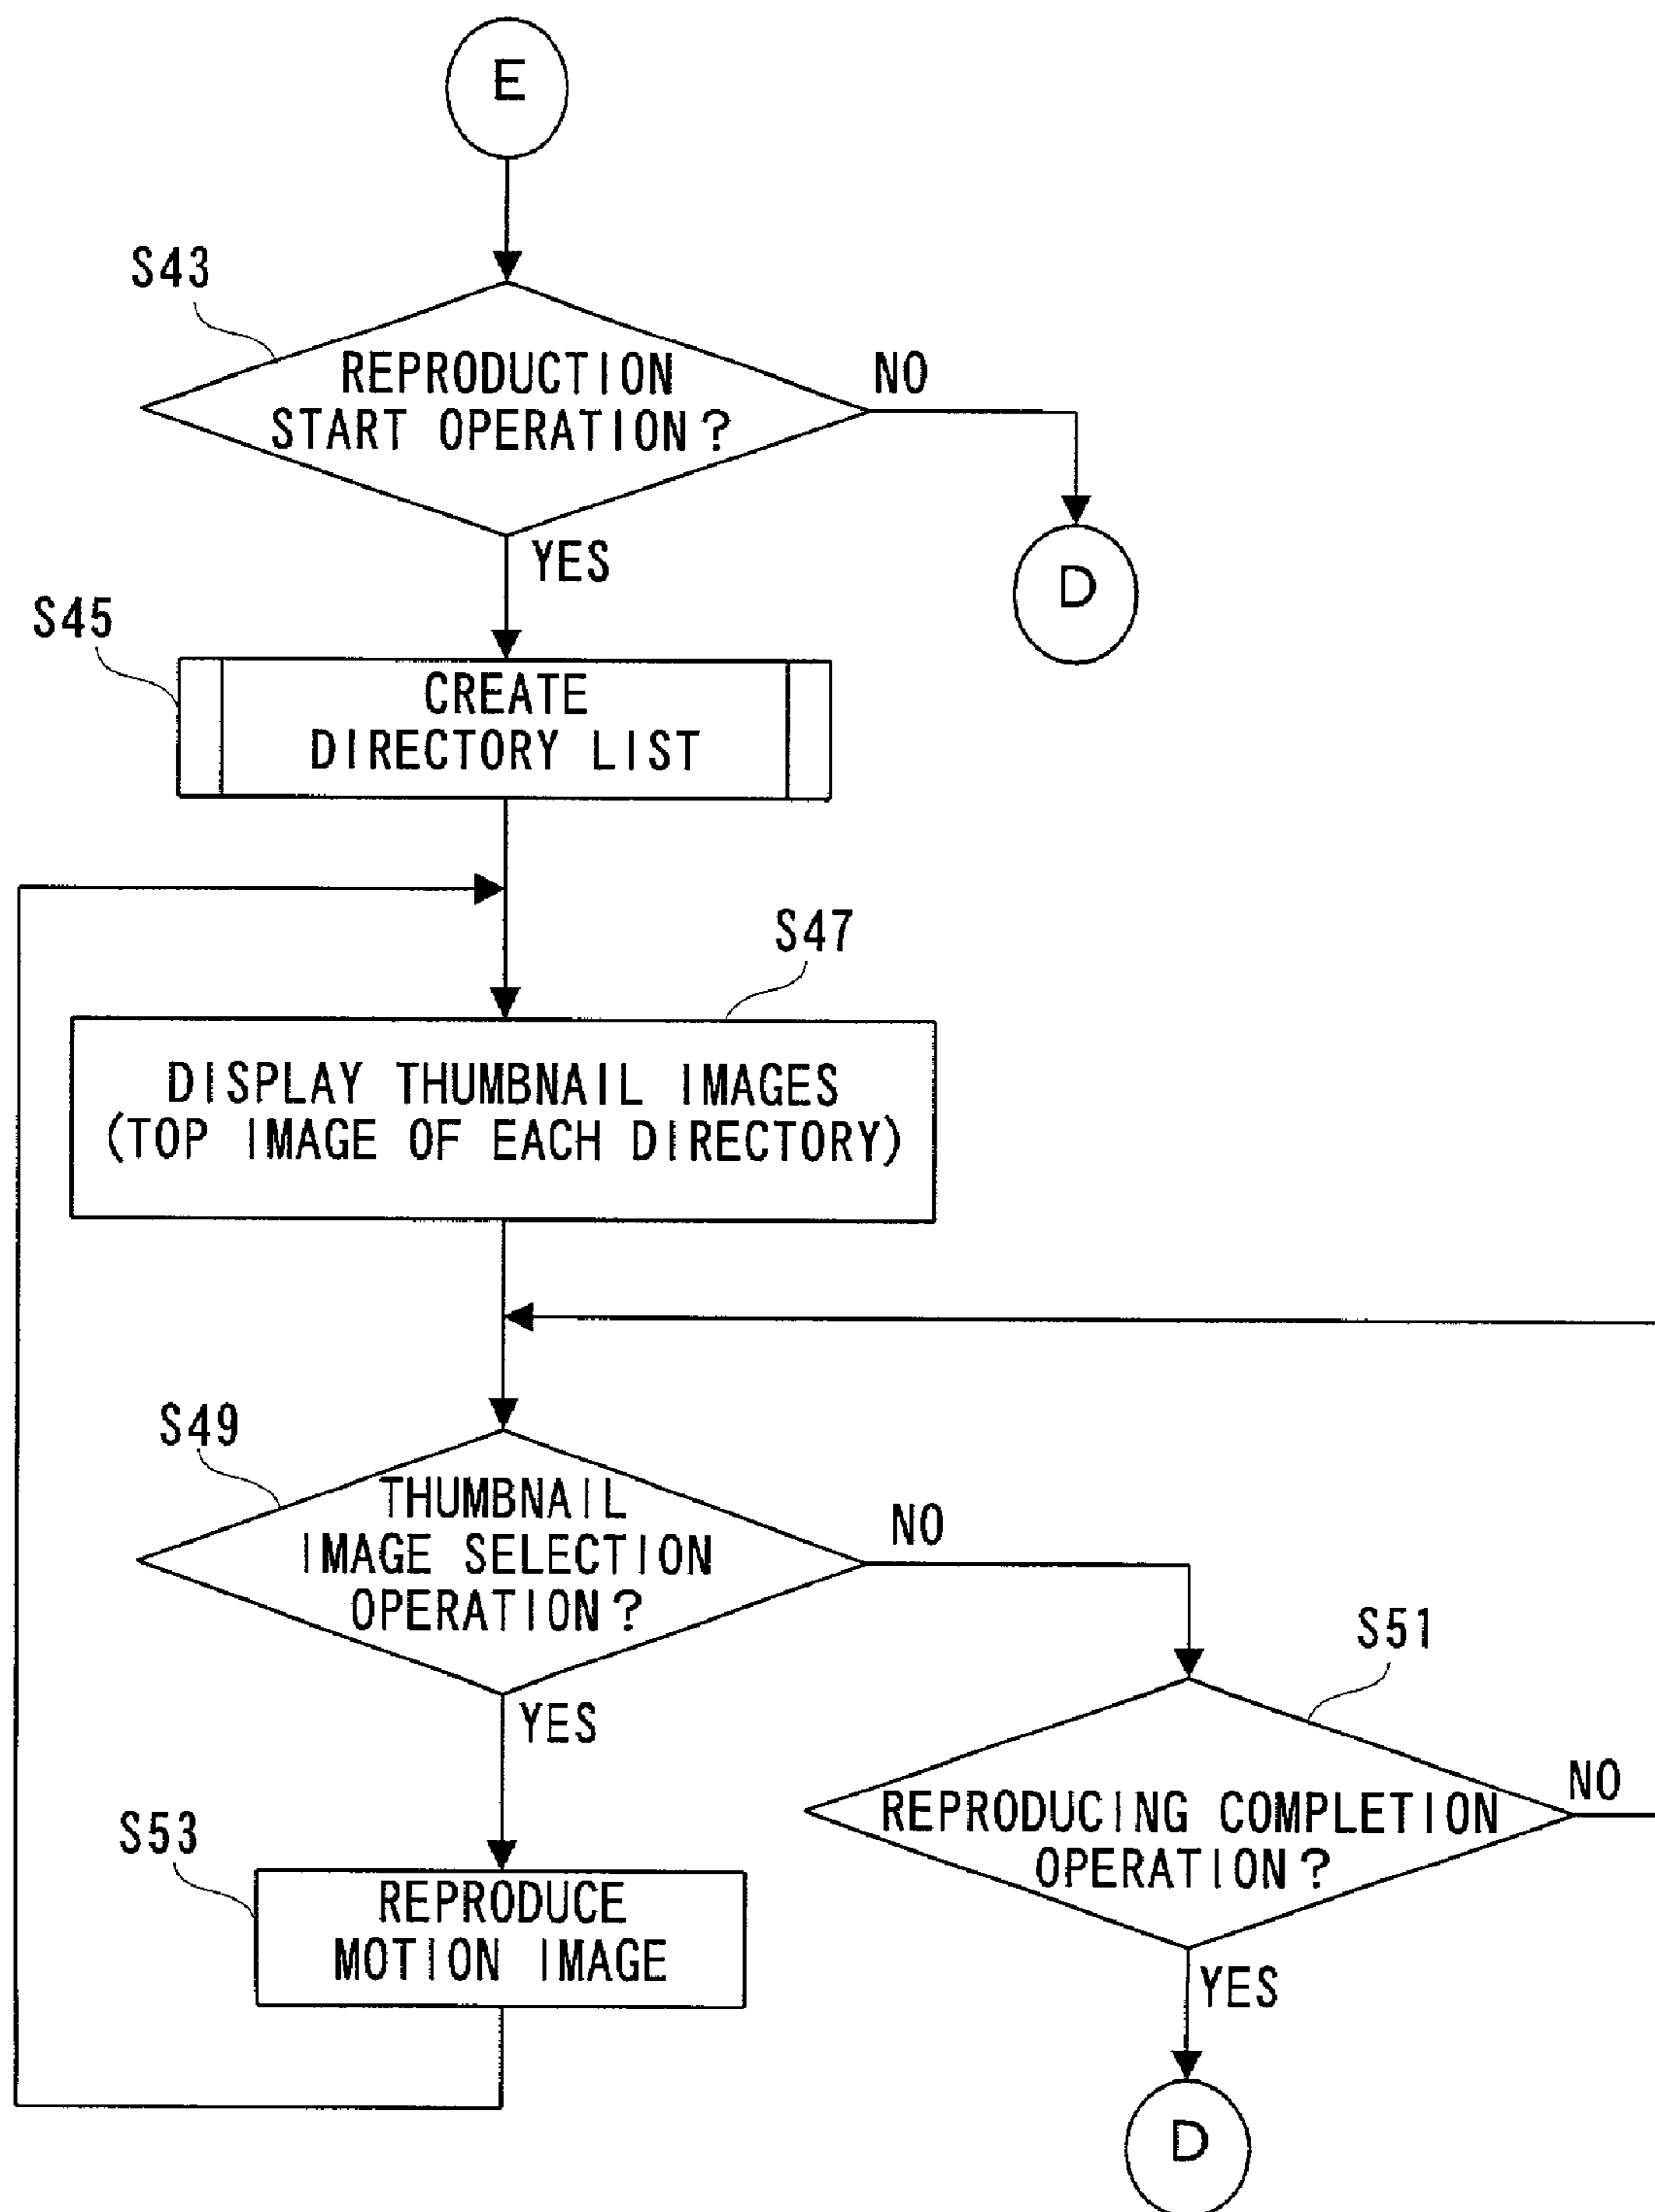 E
S43
REPRODUCTION
START OPERATION?
NO
YES
D
S45
CREATE
DIRECTORY LIST
S47
DISPLAY THUMBNAIL IMAGES
(TOP IMAGE OF EACH DIRECTORY)
S49
THUMBNAIL
IMAGE SELECTION
OPERATION?
NO
YES
S51
REPRODUCING COMPLETION
OPERATION?
NO
YES
S53
REPRODUCE
MOTION IMAGE
D